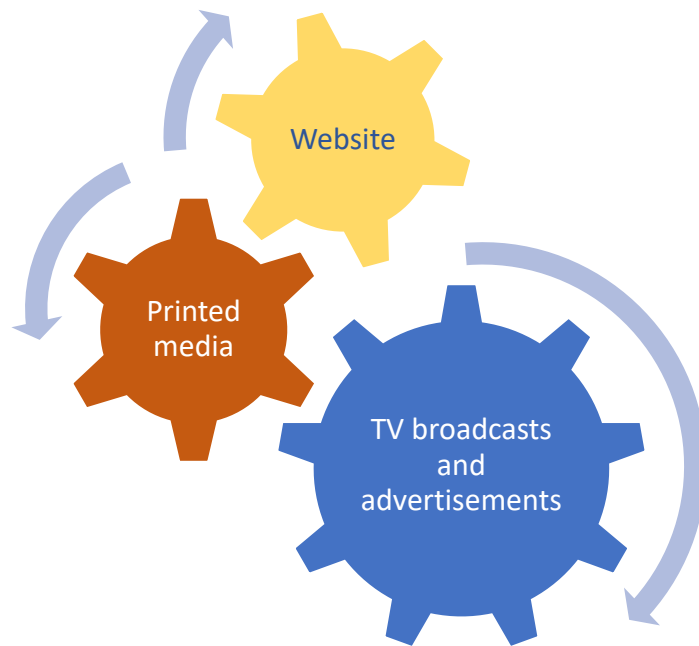 Website
Printed
media
TV broadcasts
and
advertisements